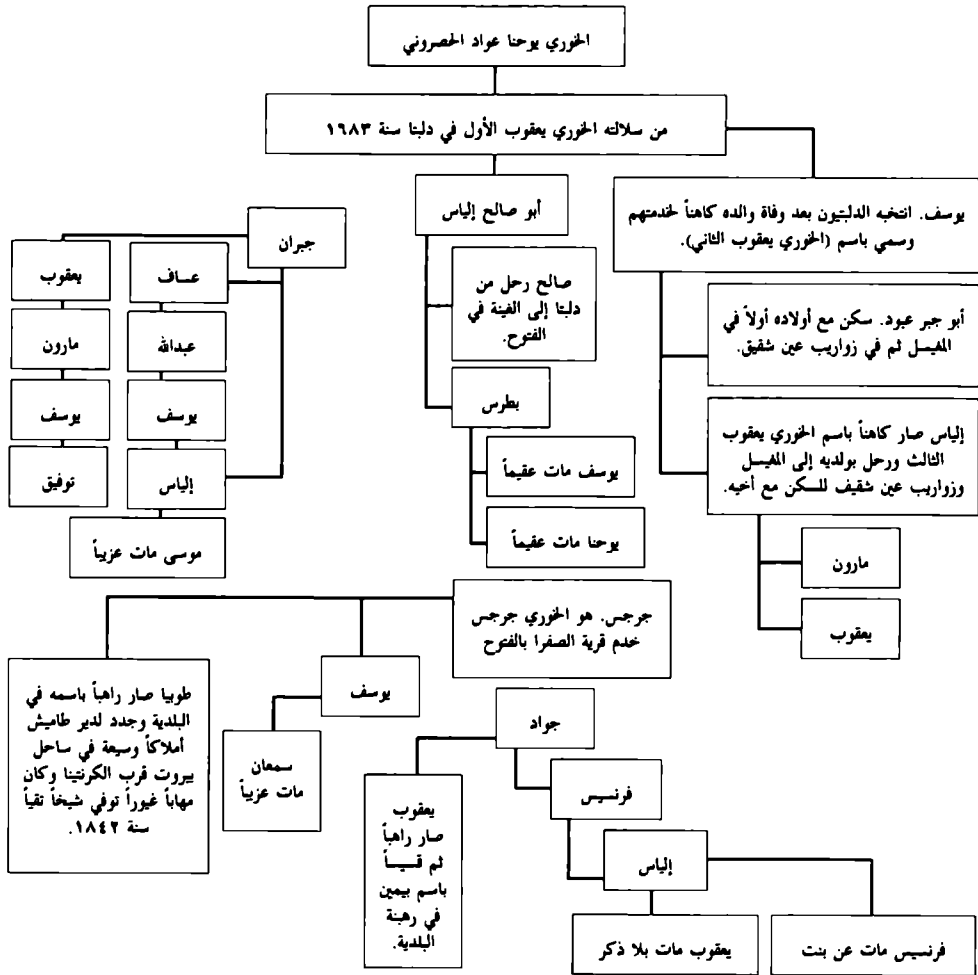 الخوري يوحنا عواد الحصروني
من سلالته الخوري يعقوب الأول في دلبتا سنة ١٦٨٣
يوسف. انتخبه الدلبتيون بعد وفاة والده كاهناً لخدمتهم
وسمي باسم (الخوري يعقوب الثاني).
أبو جبر عبود. سكن مع أولاده أولاً في
المفيسل ثم في زواريب عين شقيق.
إلياس صار كاهناً باسم الخوري يعقوب
الثالث ورحل بولديه إلى المفيسل
وزواريب عين شقيف للسكن مع أخيه.
مارون
يعقوب
أبو صالح إلياس
صالح رحل من
دلبتا إلى الغينة في
الفتوح.
بطرس
يوسف مات عقيماً
يوحنا مات عقيماً
جبران
عساف
عبدالله
يوسف
إلياس
موسى مات عزيباً
يعقوب
مارون
يوسف
توفيق
جرجس. هو الخوري جرجس
خدم قرية الصفرا بالفتوح
يوسف
سمعان
مات عزيباً
طوبيا صار راهباً باسمه في
البلدية وجدد لدير طاميش
أملاكاً وسيعة في ساحل
بيروت قرب الكرنتينا وكان
مهاباً غيوراً توفي شيخاً تقياً
سنة ١٨٤٢.
جواد
يعقوب
صار راهباً
ثم قسيساً
باسم بيمين
في رهبنة
البلدية.
فرنسيس
إلياس
فرنسيس مات عن بنت
يعقوب مات بلا ذكر